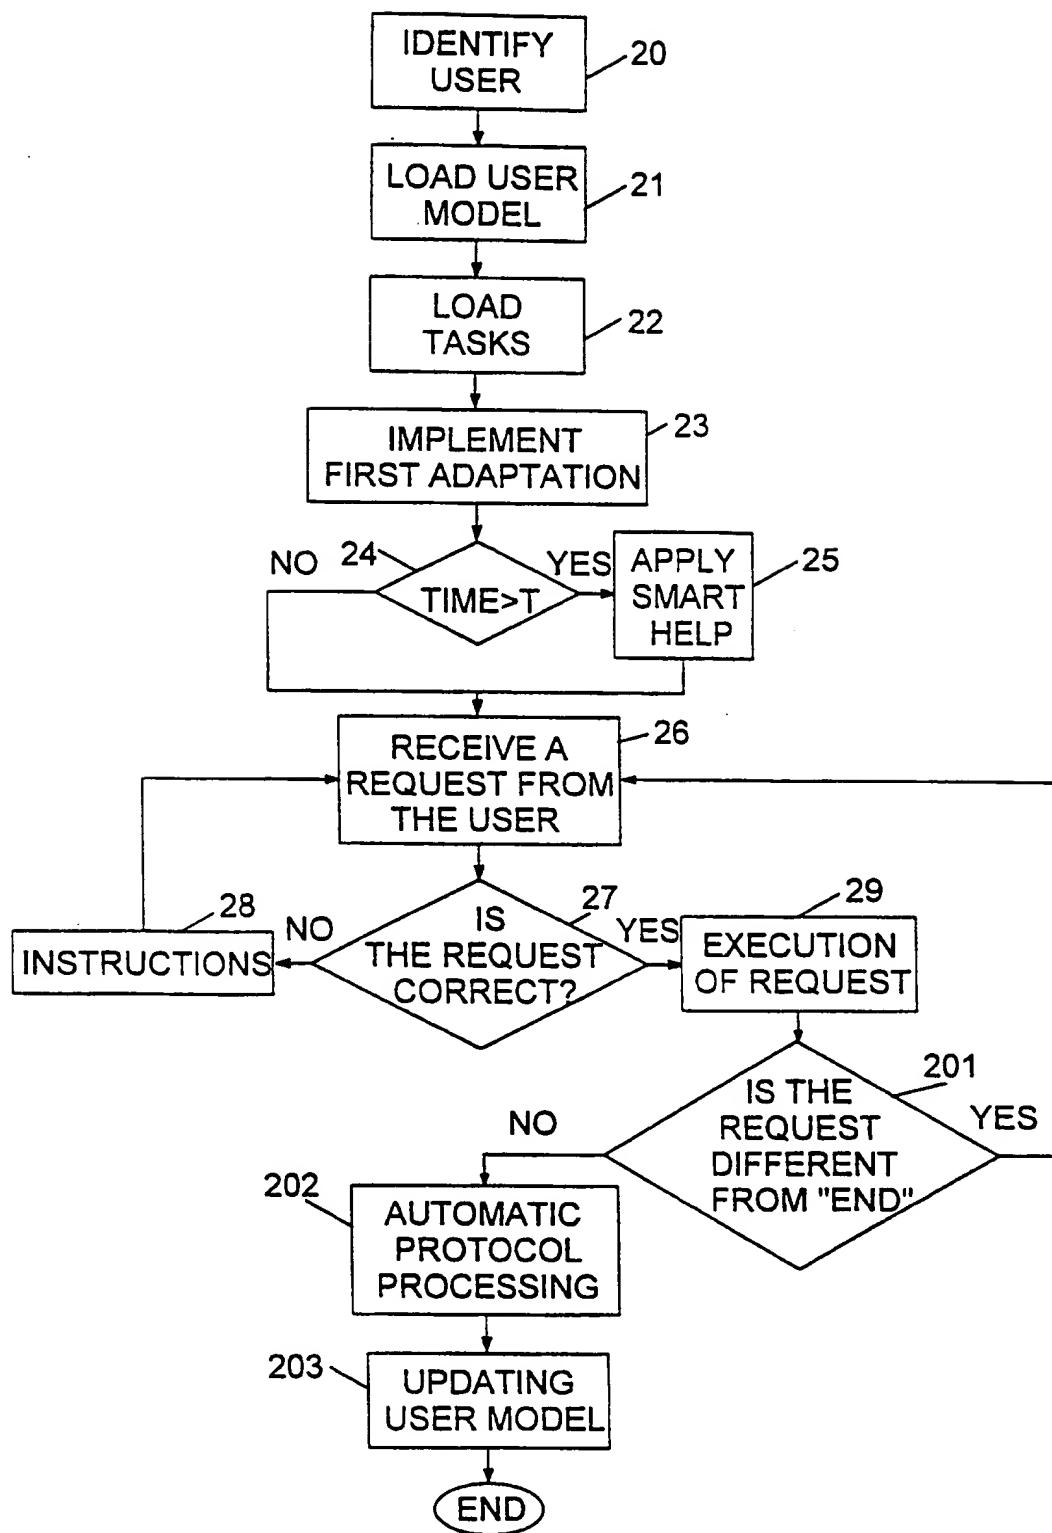 IDENTIFY
USER
20
LOAD USER
MODEL
21
LOAD
TASKS
22
IMPLEMENT
FIRST ADAPTATION
23
NO
24
TIME>T
YES
APPLY
SMART
HELP
25
RECEIVE A
REQUEST FROM
THE USER
26
28
INSTRUCTIONS
NO
IS
THE REQUEST
CORRECT?
27
YES
29
EXECUTION
OF REQUEST
NO
IS THE
REQUEST
DIFFERENT
FROM "END"
201
YES
202
AUTOMATIC
PROTOCOL
PROCESSING
203
UPDATING
USER MODEL
END